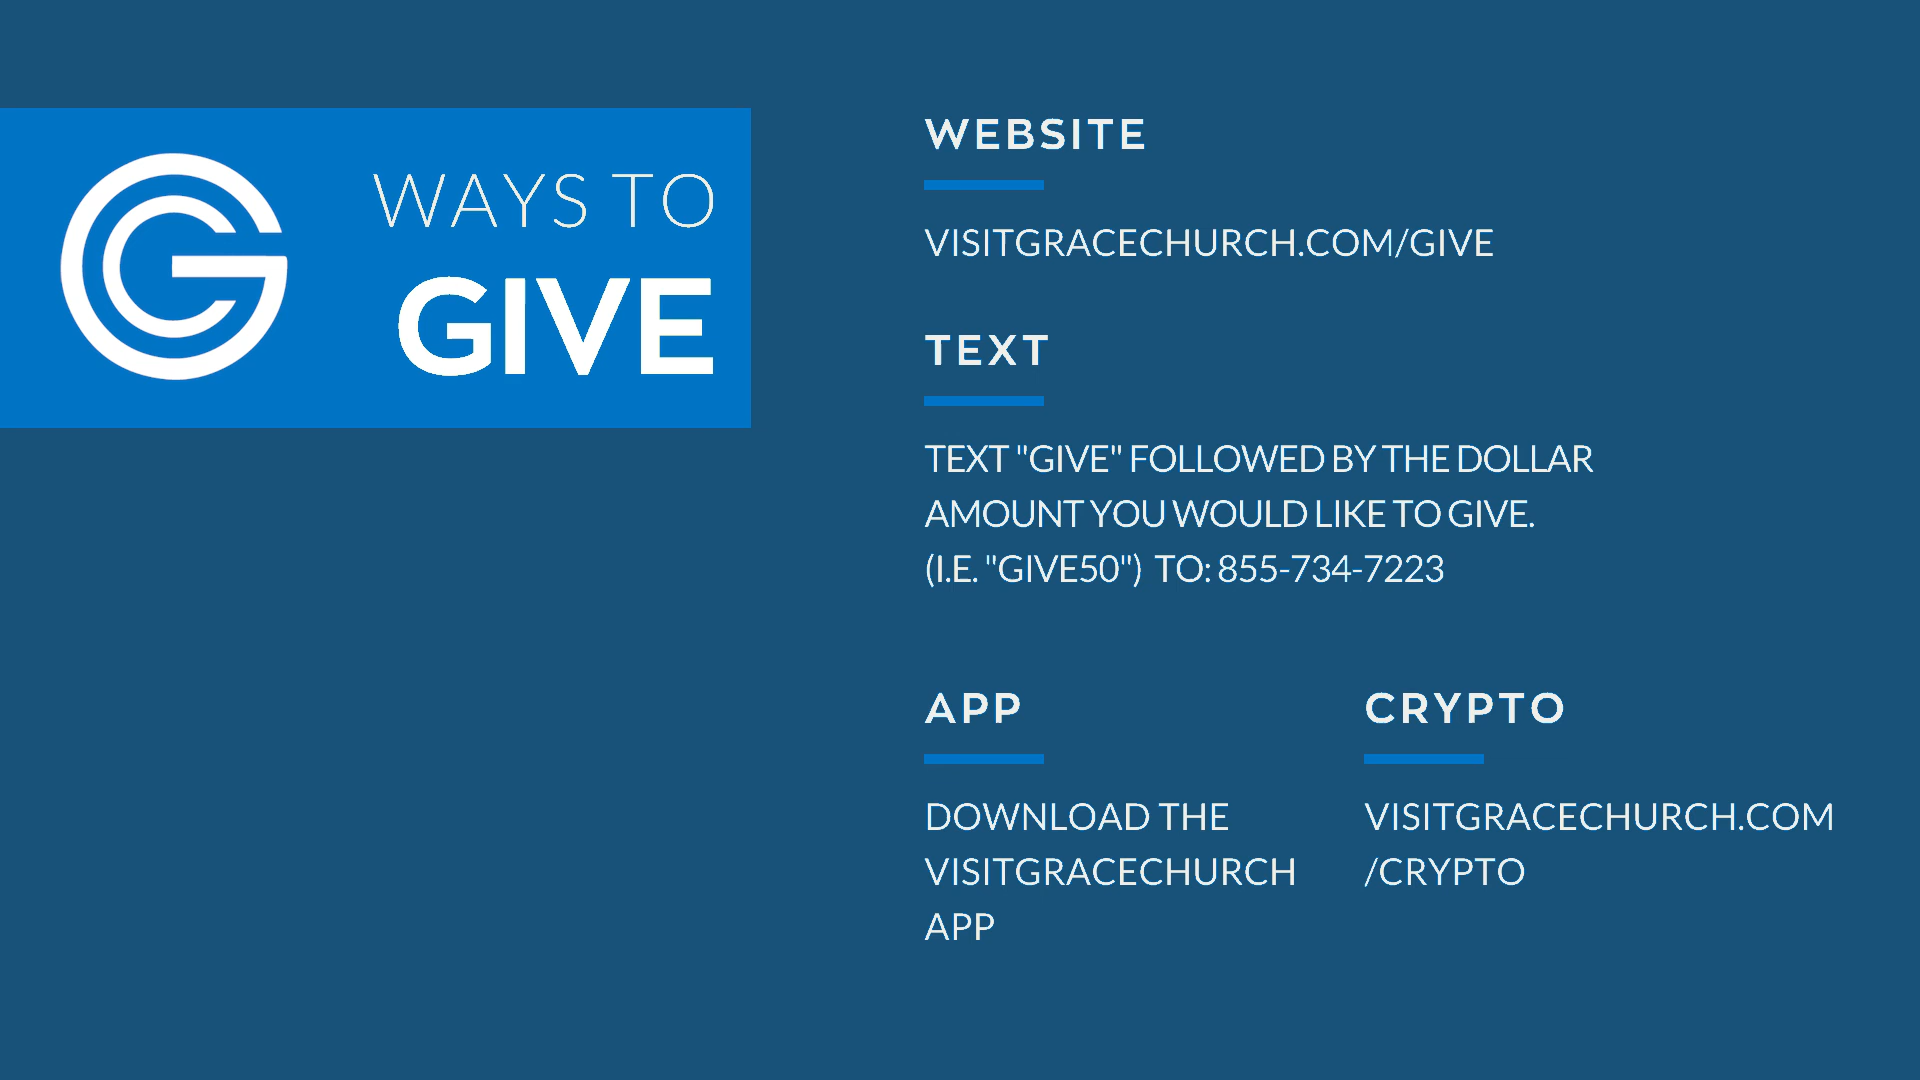 WAYS TO
GIVE
WEBSITE
VISITGRACECHURCH.COM/GIVE
TEXT
TEXT "GIVE" FOLLOWED BY THE DOLLAR
AMOUNT YOU WOULD LIKE TO GIVE.
(I.E. "GIVE50") TO: 855-734-7223
APP
DOWNLOAD THE
VISITGRACECHURCH
APP
CRYPTO
VISITGRACECHURCH.COM
/CRYPTO